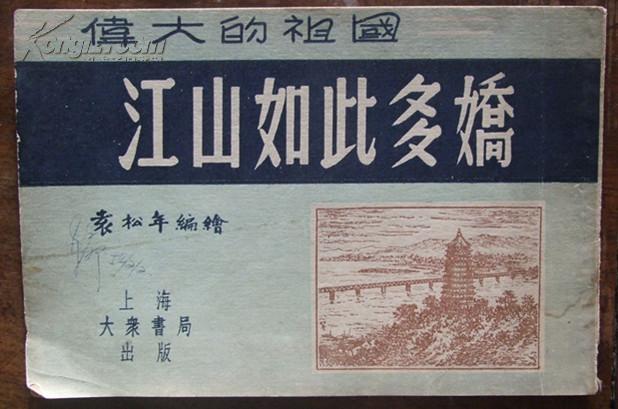 偉大的祖國
江山如此多嬌
袁松年編繪
上海
大衆書局
出版